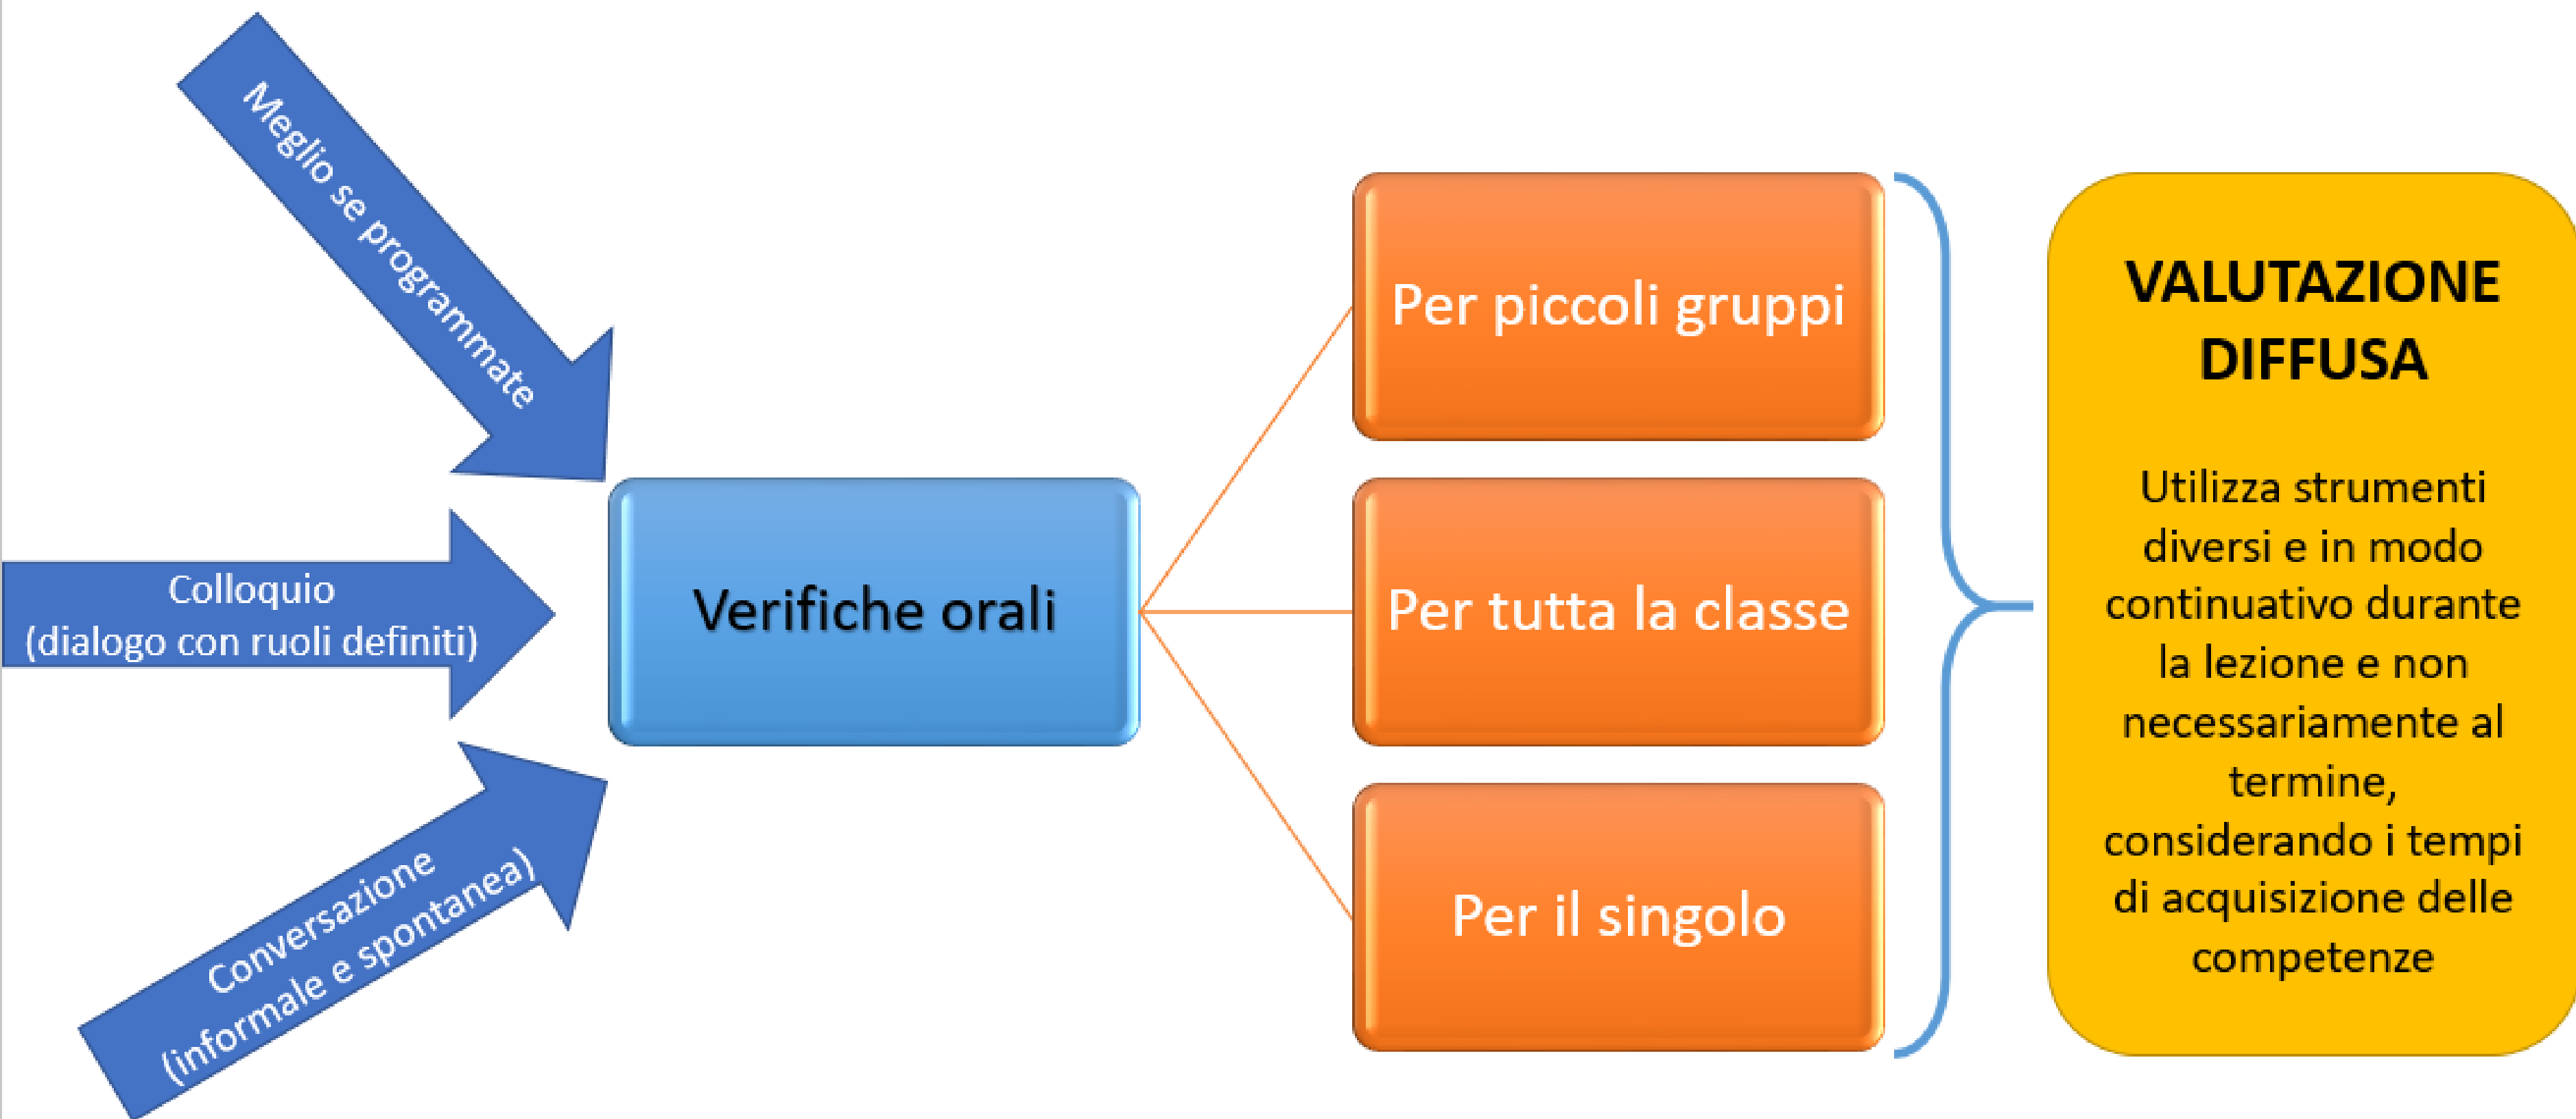 Meglio se programmate
Colloquio
(dialogo con ruoli definiti)
Conversazione
(informale e spontanea)
Verifiche orali
Per piccoli gruppi
Per tutta la classe
Per il singolo
VALUTAZIONE
DIFFUSA
Utilizza strumenti
diversi e in modo
continuativo durante
la lezione e non
necessariamente al
termine,
considerando i tempi
di acquisizione delle
competenze